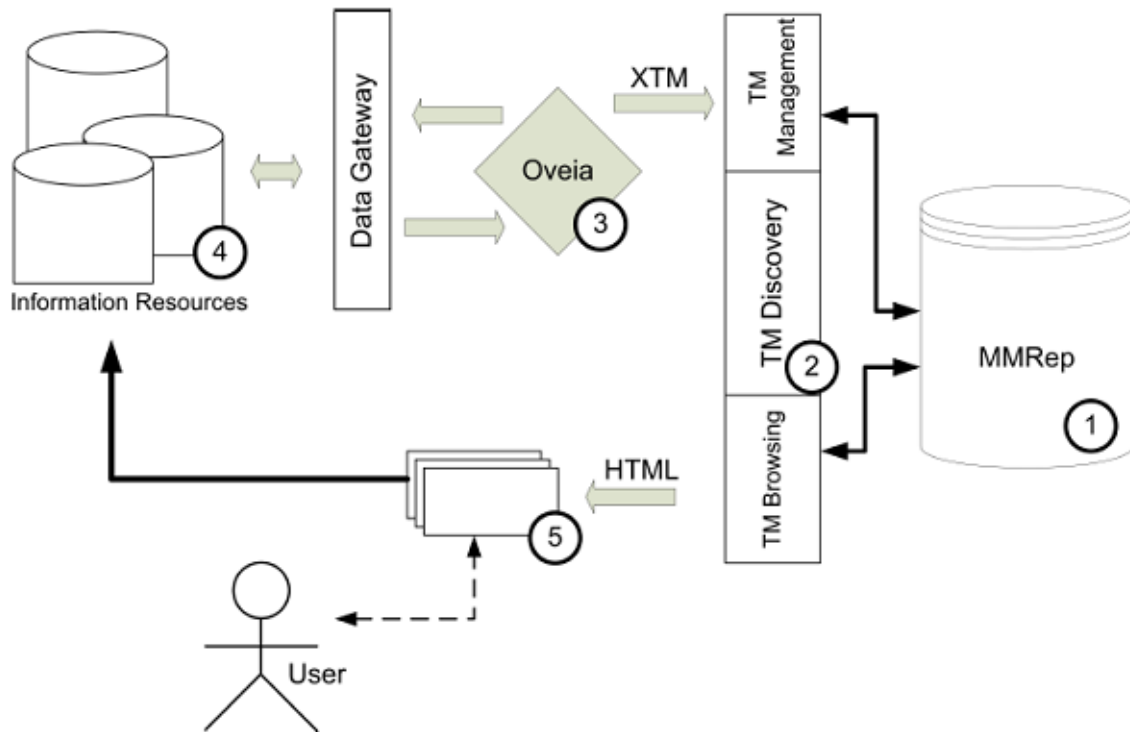 XTM
TM
Management
Data Gateway
Oveia
3
4
Information Resources
TM Discovery
2
MMRep
1
HTML
TM Browsing
5
User